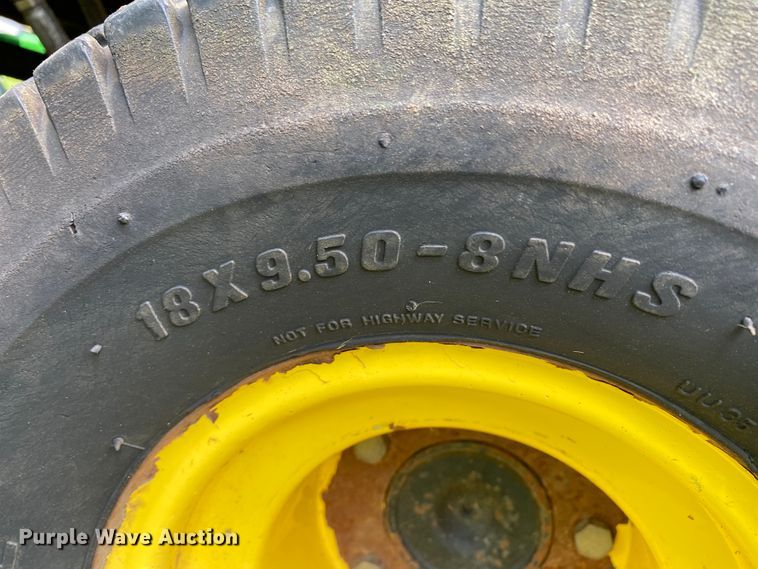 18X9.50-8NHS
NOT FOR HIGHWAY SERVICE
Purple Wave Auction